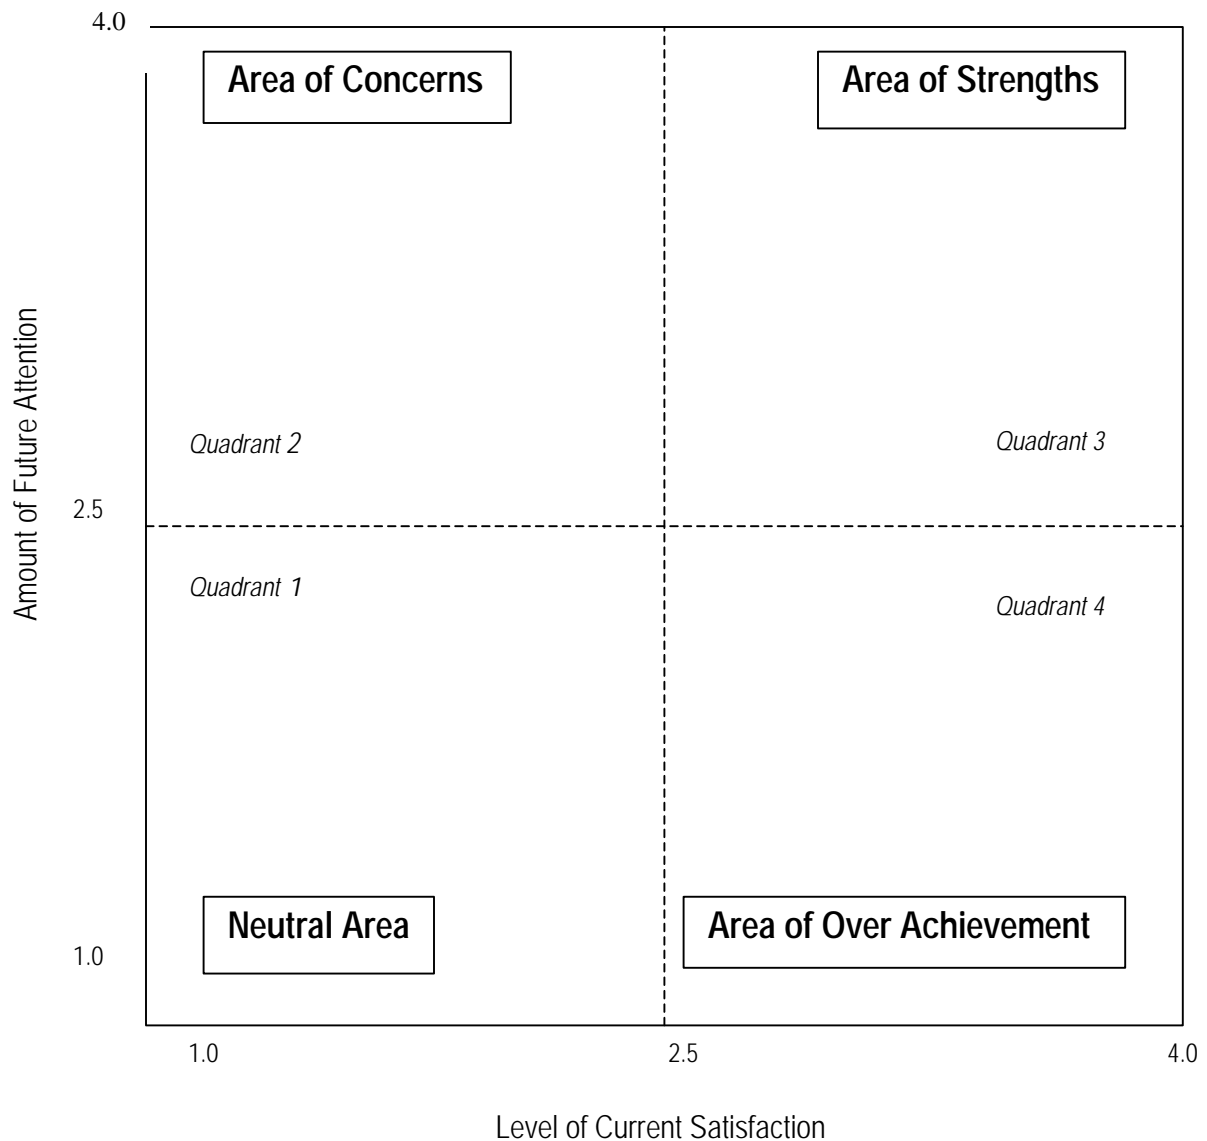 4.0
Area of Concerns
Area of Strengths
Amount of Future Attention
Quadrant 2
Quadrant 3
2.5
Quadrant 1
Quadrant 4
Neutral Area
Area of Over Achievement
1.0
1.0
2.5
4.0
Level of Current Satisfaction